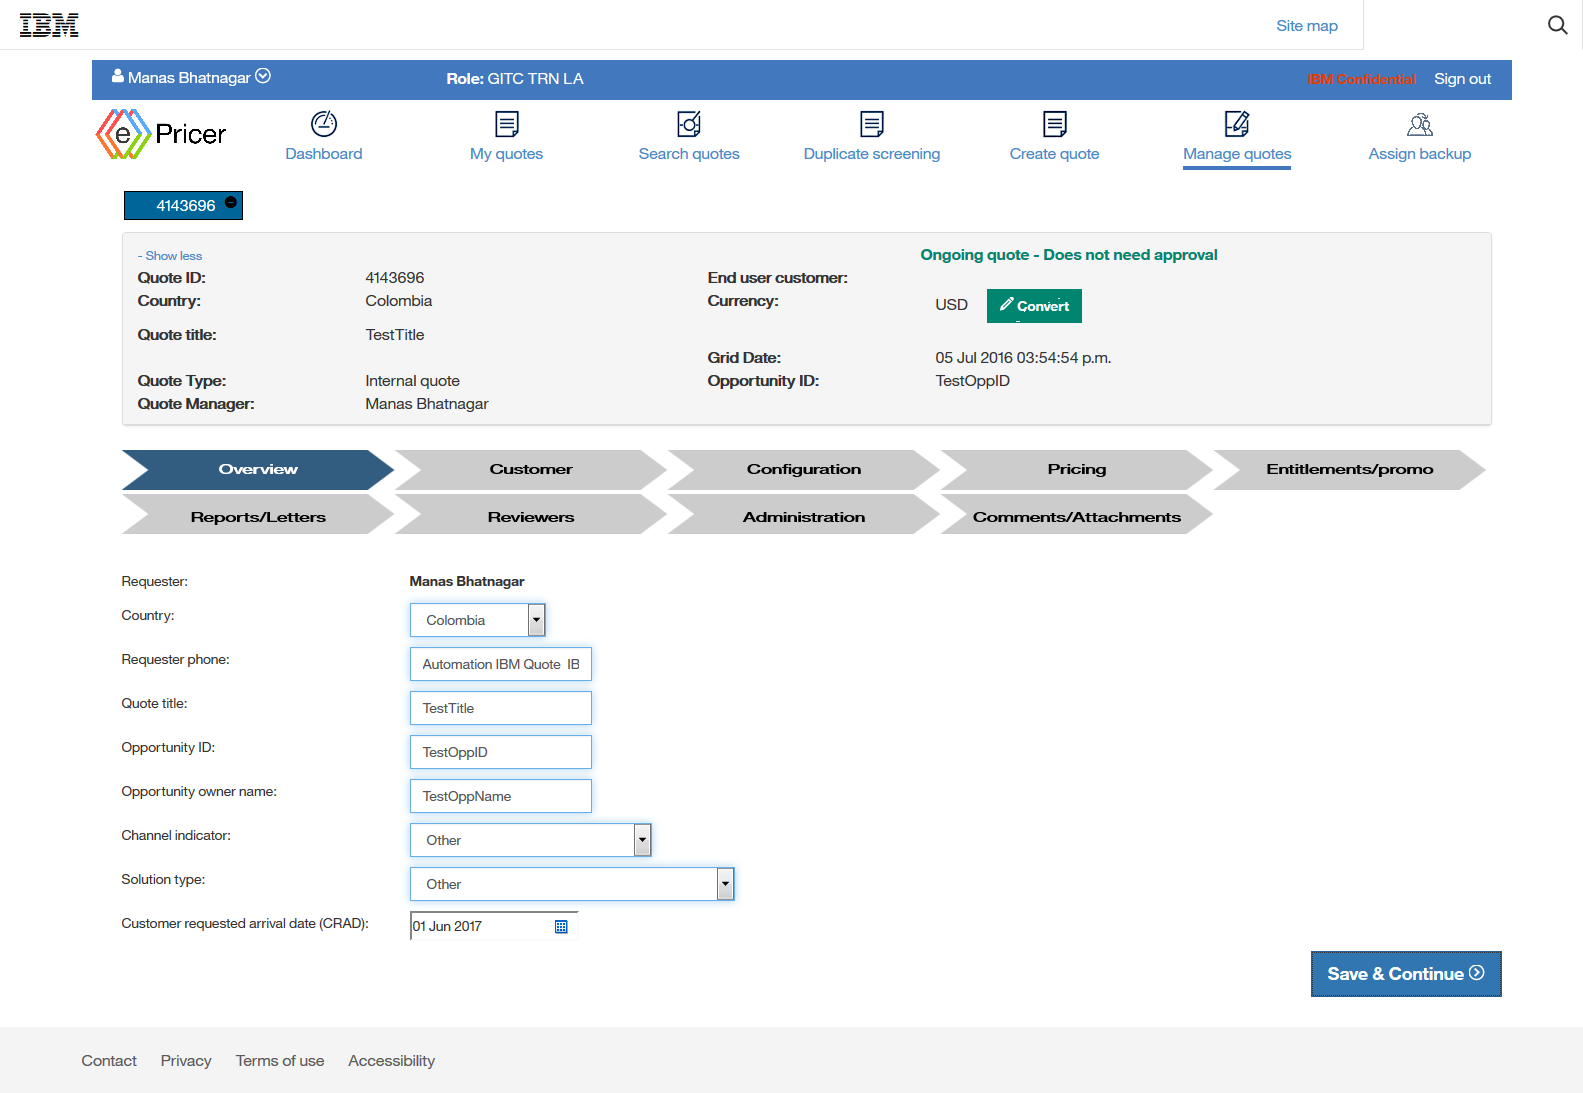 IBM
Site map
Manas Bhatnagar
Role: GITC TRN LA
IBM Confidential
Sign out
e Pricer
Dashboard
My quotes
Search quotes
Duplicate screening
Create quote
Manage quotes
Assign backup
4143696
- Show less
Ongoing quote - Does not need approval
Quote ID: 4143696
End user customer:
Country: Colombia
Currency: USD
Convert
Quote title: TestTitle
Grid Date: 05 Jul 2016 03:54:54 p.m.
Quote Type: Internal quote
Opportunity ID: TestOppID
Quote Manager: Manas Bhatnagar
Overview
Customer
Configuration
Pricing
Entitlements/promo
Reports/Letters
Reviewers
Administration
Comments/Attachments
Requester: Manas Bhatnagar
Country: Colombia
Requester phone: Automation IBM Quote IB
Quote title: TestTitle
Opportunity ID: TestOppID
Opportunity owner name: TestOppName
Channel indicator: Other
Solution type: Other
Customer requested arrival date (CRAD): 01 Jun 2017
Save & Continue
Contact
Privacy
Terms of use
Accessibility